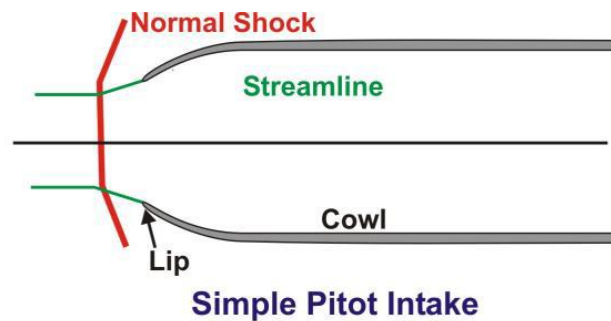 Normal Shock
Streamline
Cowl
Lip
Simple Pitot Intake